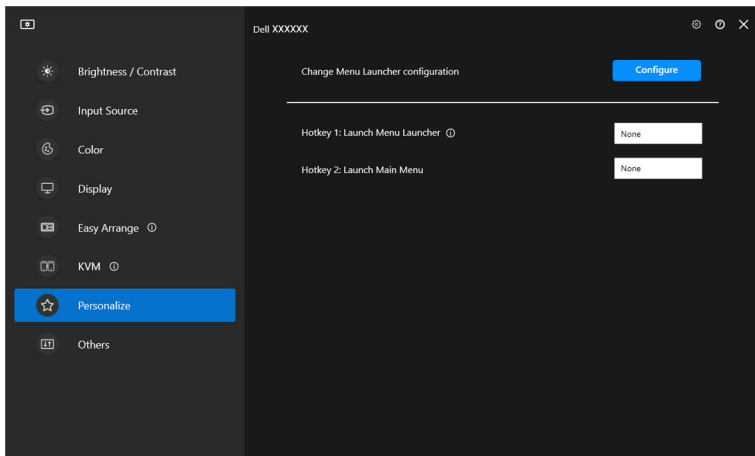 Dell XXXXXX
Brightness / Contrast
Input Source
Color
Display
Easy Arrange
KVM
Personalize
Others
Change Menu Launcher configuration
Configure
Hotkey 1: Launch Menu Launcher
None
Hotkey 2: Launch Main Menu
None